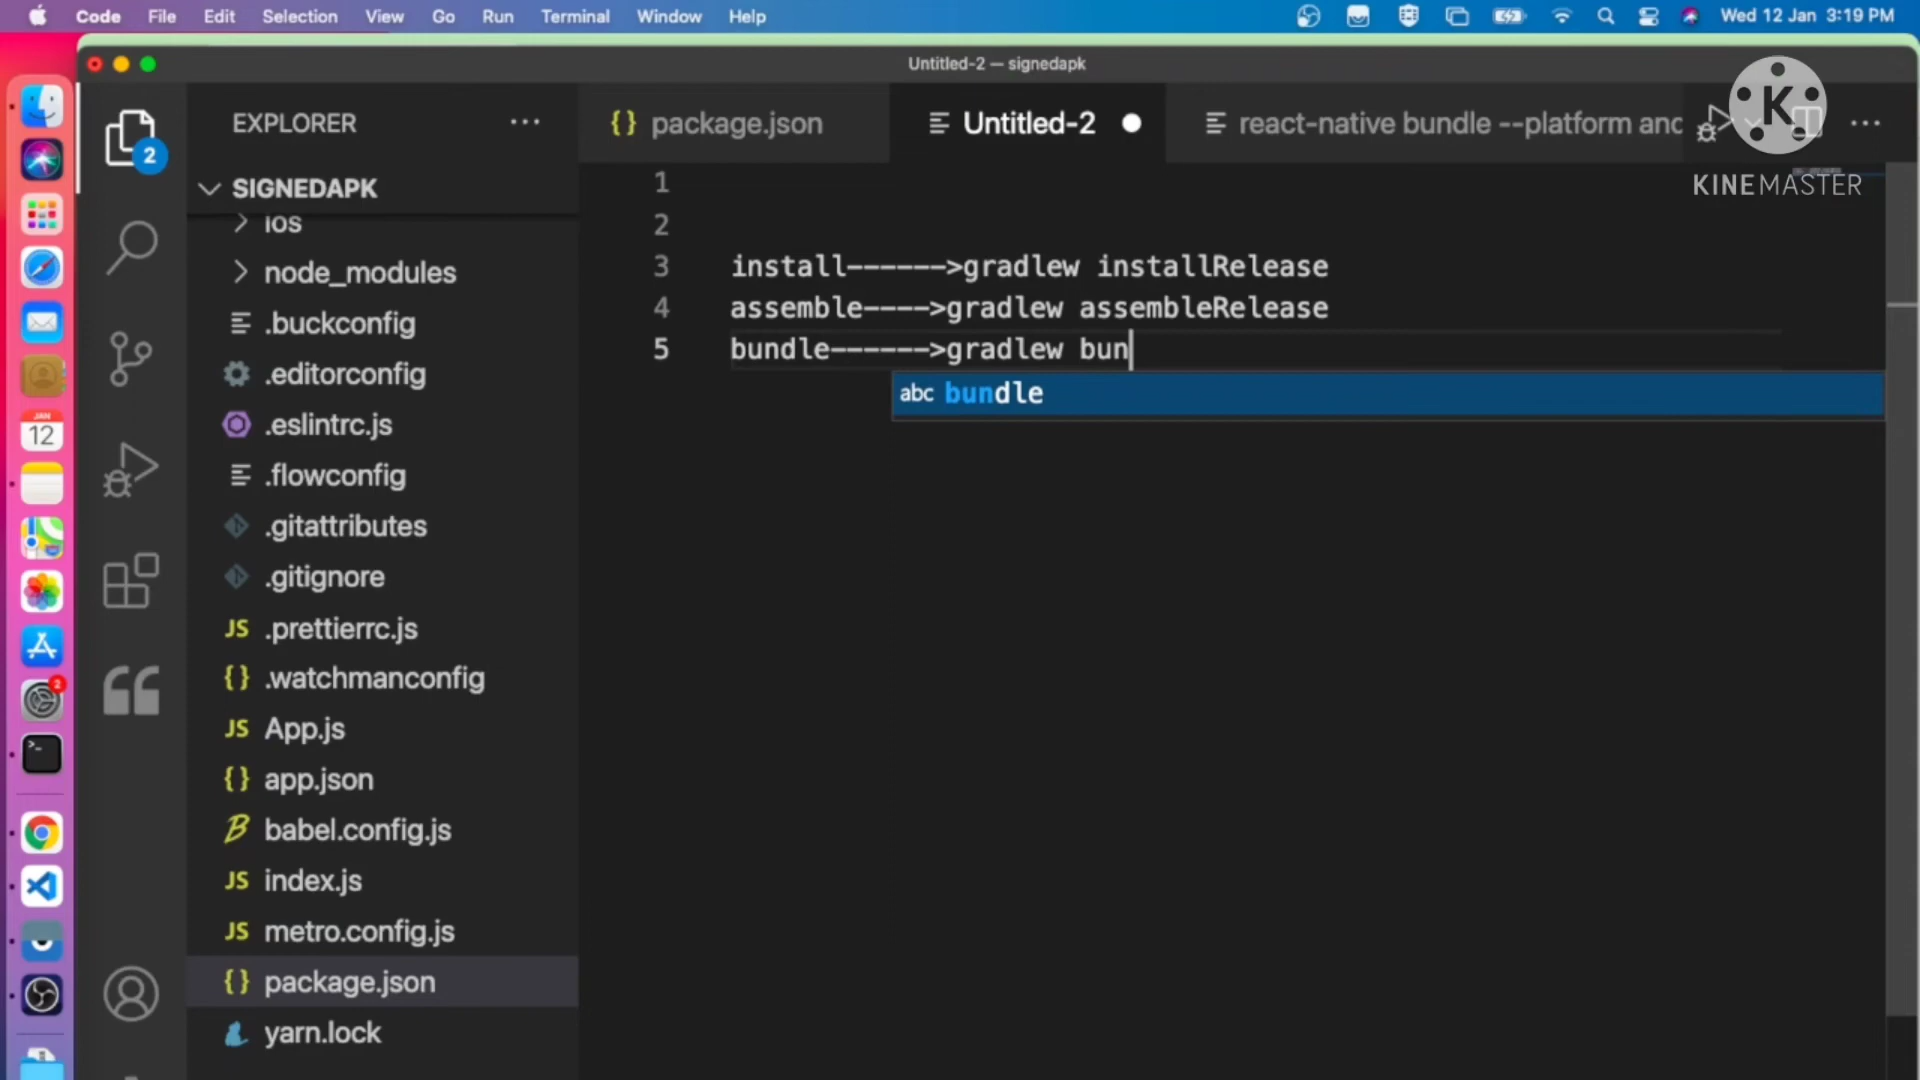 Code File Edit Selection View Go Run Terminal Window Help Wed 12 Jan 3:19 PM
Untitled-2 — signedapk
EXPLORER
package.json
Untitled-2
react-native bundle --platform anc
K
KINEMASTER
2
SIGNEDAPK
ios
node_modules
.buckconfig
.editorconfig
.eslintrc.js
.flowconfig
.gitattributes
.gitignore
JS .prettierrc.js
.watchmanconfig
JS App.js
app.json
babel.config.js
JS index.js
JS metro.config.js
package.json
yarn.lock
1
2
3 install------>gradlew installRelease
4 assemble---->gradlew assembleRelease
5 bundle------>gradlew bun
abc bundle
JAN
12
2